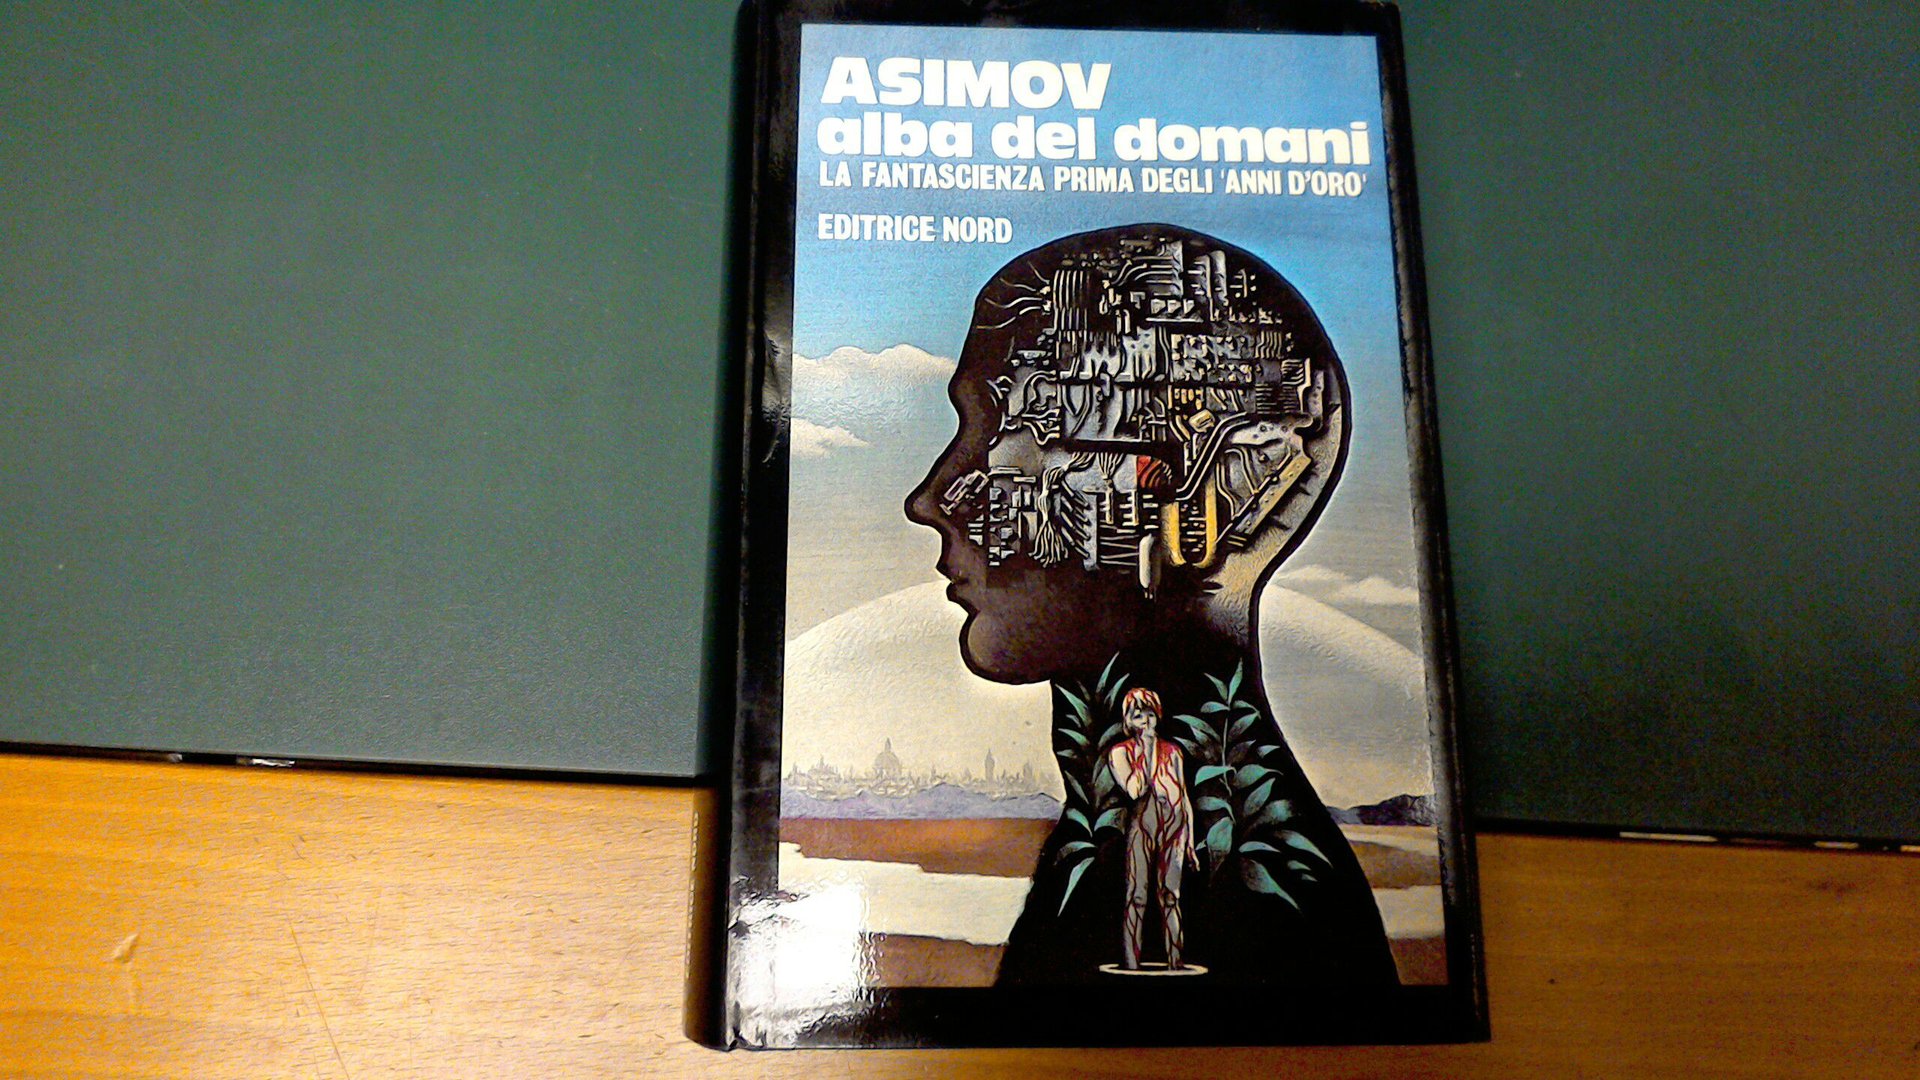 ASIMOV
alba del domani
LA FANTASCIENZA PRIMA DEGLI 'ANNI D'ORO'
EDITRICE NORD